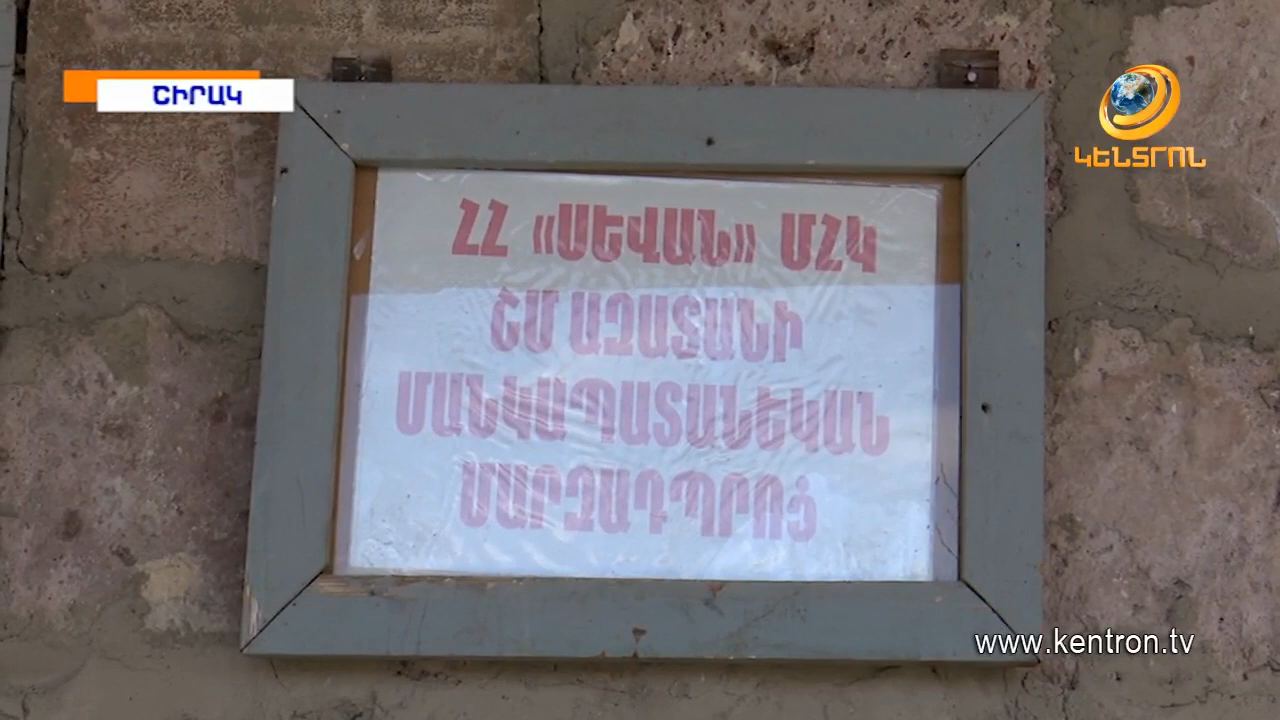 ՇԻՐԱԿ
ԿԵՆՏՐՈՆ
ՀՀ «ՍԵՎԱՆ» ՄՀԿ
ՇՄ ԱԶԱՏԱՆԻ
ՄԱՆԿԱՊԱՏԱՆԵԿԱՆ
ՄԱՐԶԱԴՊՐՈՑ
www.kentron.tv